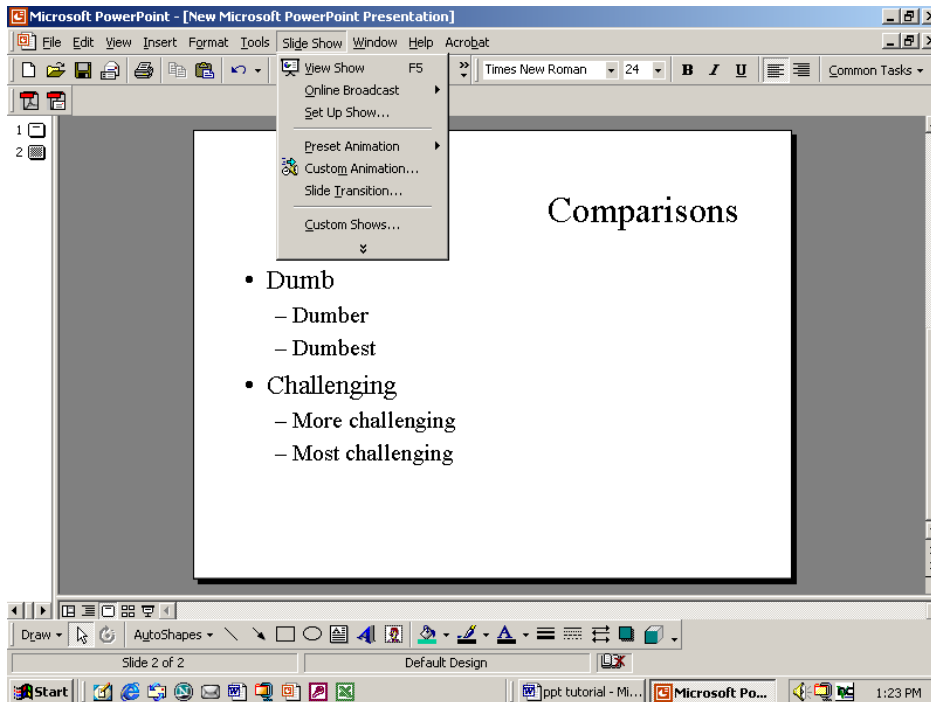 Microsoft PowerPoint - [New Microsoft PowerPoint Presentation]
File Edit View Insert Format Tools Slide Show Window Help Acrobat
Times New Roman 24 B I U Common Tasks
View Show F5
Online Broadcast
Set Up Show...
Preset Animation
Custom Animation...
Slide Transition...
Custom Shows...
1
2
Comparisons
• Dumb
– Dumber
– Dumbest
• Challenging
– More challenging
– Most challenging
Draw AutoShapes
Slide 2 of 2 Default Design
Start ppt tutorial - Mi... Microsoft Po... 1:23 PM